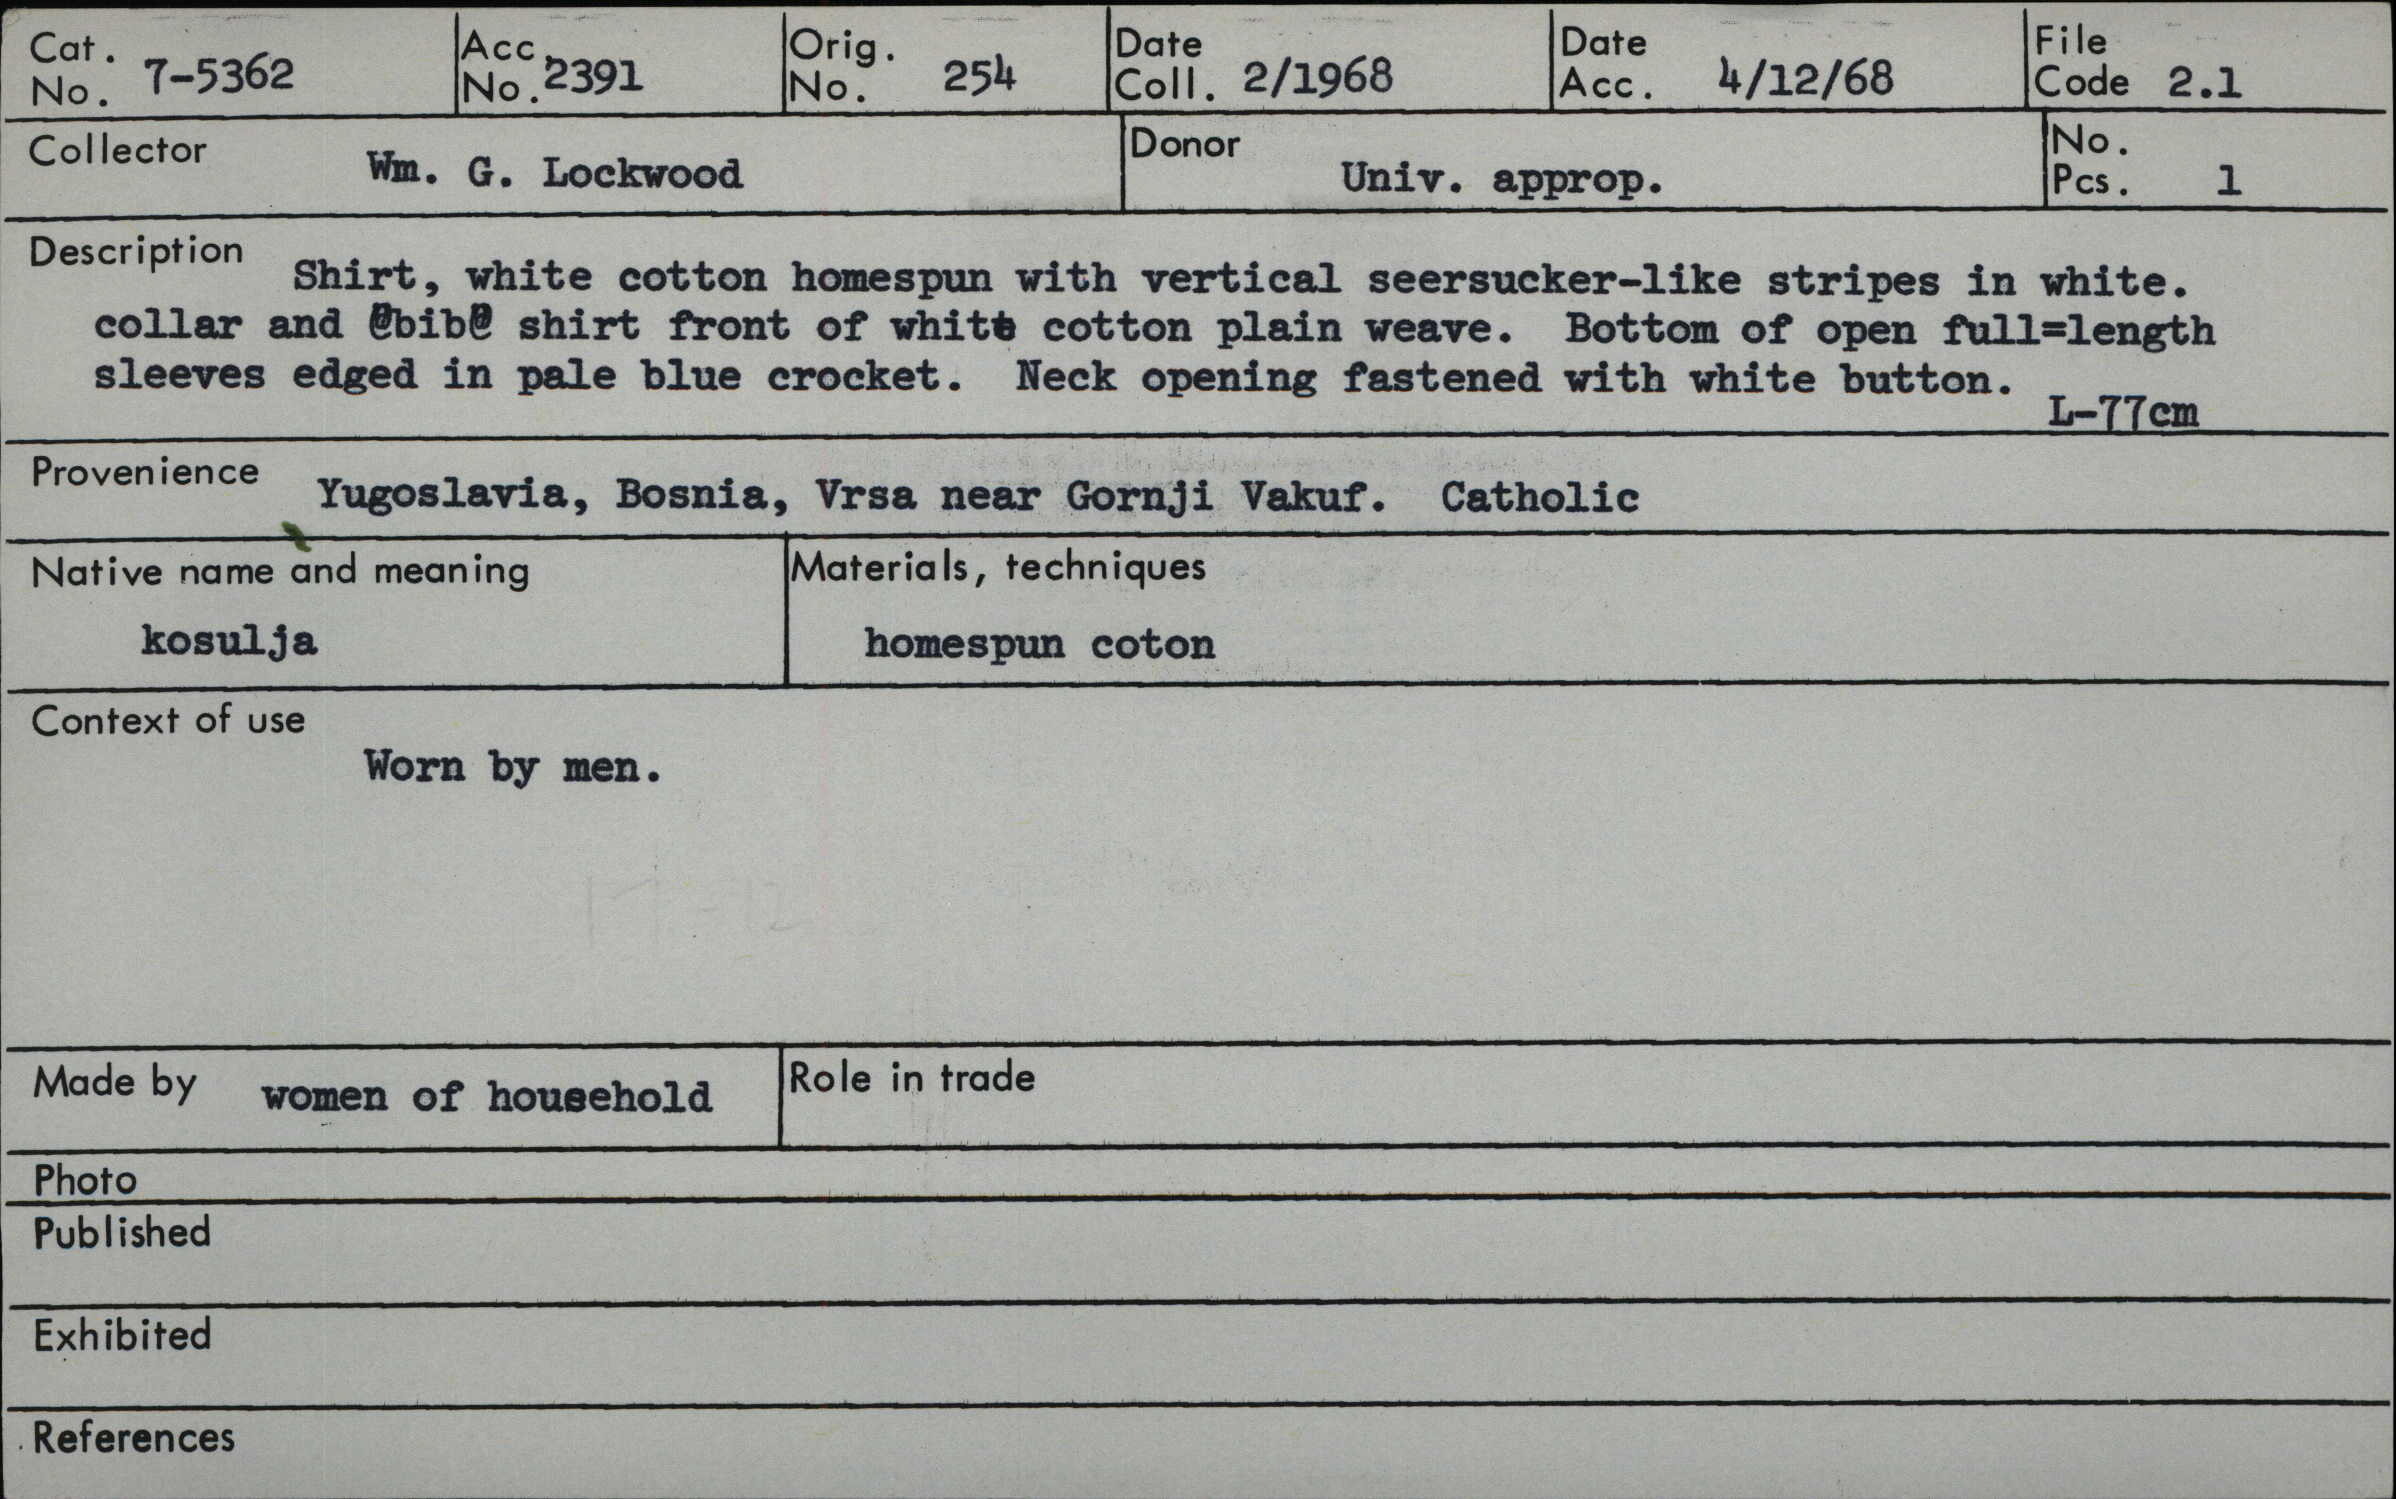 Cat. No. 7-5362 Acc. No. 2391 Orig. No. 254 Date Coll. 2/1968 Date Acc. 4/12/68 File Code 2.1
Collector Wm. G. Lockwood Donor Univ. approp. No. Pcs. 1
Description Shirt, white cotton homespun with vertical seersucker-like stripes in white.
collar and @bib@ shirt front of white cotton plain weave. Bottom of open full=length
sleeves edged in pale blue crocket. Neck opening fastened with white button.
L-77cm
Provenience Yugoslavia, Bosnia, Vrsa near Gornji Vakuf. Catholic
Native name and meaning Materials, techniques
kosulja homespun coton
Context of use
Worn by men.
Made by women of household Role in trade
Photo
Published
Exhibited
References